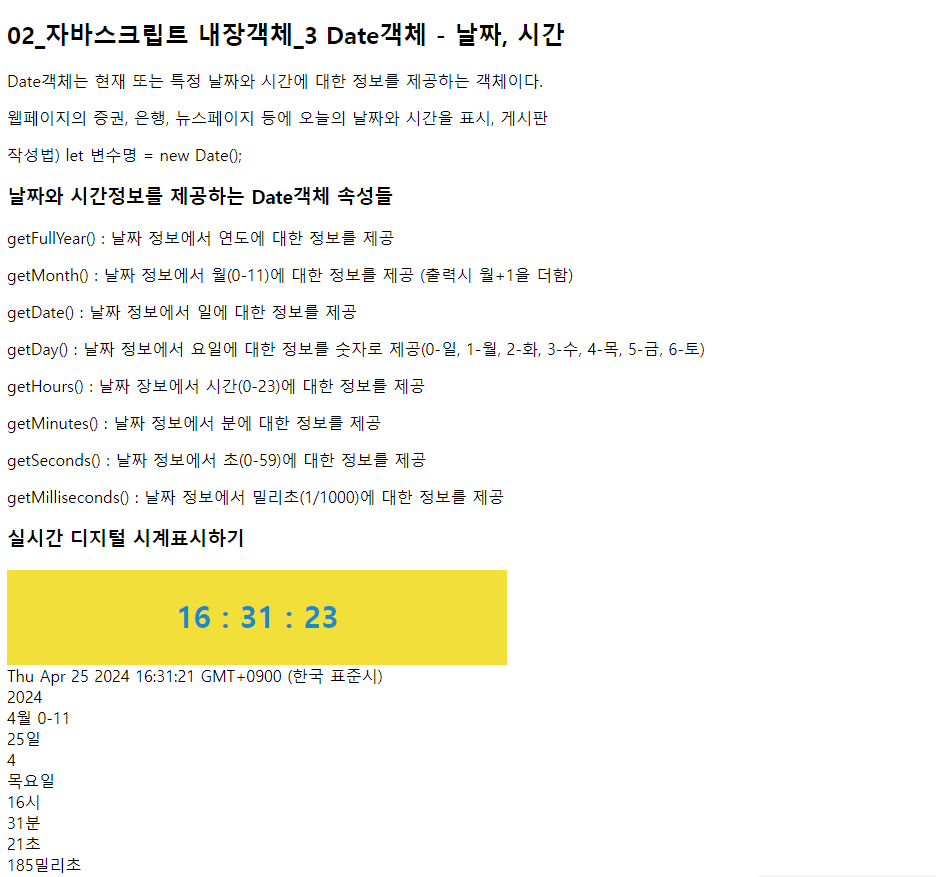 02_자바스크립트 내장객체_3 Date객체 - 날짜, 시간
Date객체는 현재 또는 특정 날짜와 시간에 대한 정보를 제공하는 객체이다.
웹페이지의 증권, 은행, 뉴스페이지 등에 오늘의 날짜와 시간을 표시, 게시판
작성법) let 변수명 = new Date();
날짜와 시간정보를 제공하는 Date객체 속성들
getFullYear() : 날짜 정보에서 연도에 대한 정보를 제공
getMonth() : 날짜 정보에서 월(0-11)에 대한 정보를 제공 (출력시 월+1을 더함)
getDate() : 날짜 정보에서 일에 대한 정보를 제공
getDay() : 날짜 정보에서 요일에 대한 정보를 숫자로 제공(0-일, 1-월, 2-화, 3-수, 4-목, 5-금, 6-토)
getHours() : 날짜 장보에서 시간(0-23)에 대한 정보를 제공
getMinutes() : 날짜 정보에서 분에 대한 정보를 제공
getSeconds() : 날짜 정보에서 초(0-59)에 대한 정보를 제공
getMilliseconds() : 날짜 정보에서 밀리초(1/1000)에 대한 정보를 제공
실시간 디지털 시계표시하기
16 : 31 : 23
Thu Apr 25 2024 16:31:21 GMT+0900 (한국 표준시)
2024
4월 0-11
25일
4
목요일
16시
31분
21초
185밀리초